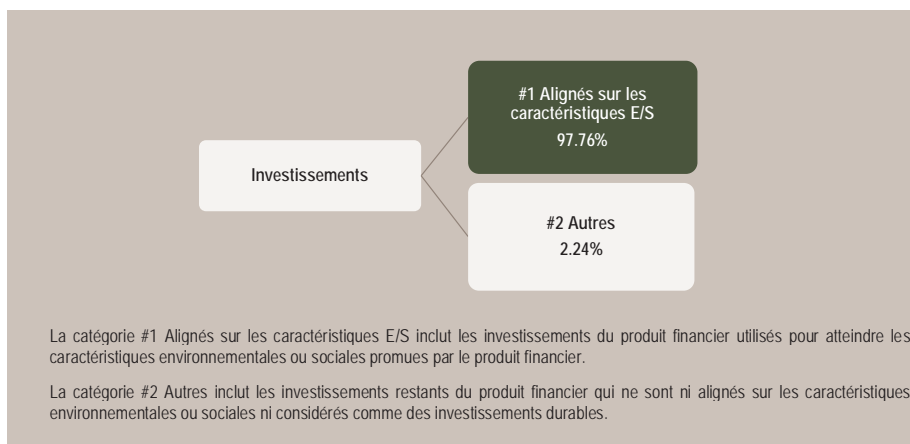 #1 Alignés sur les
caractéristiques E/S
97.76%
Investissements
#2 Autres
2.24%
La catégorie #1 Alignés sur les caractéristiques E/S inclut les investissements du produit financier utilisés pour atteindre les
caractéristiques environnementales ou sociales promues par le produit financier.
La catégorie #2 Autres inclut les investissements restants du produit financier qui ne sont ni alignés sur les caractéristiques
environnementales ou sociales ni considérés comme des investissements durables.